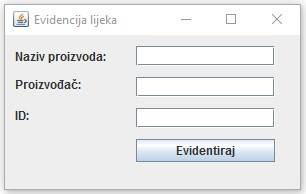 Evidencija lijeka
Naziv proizvoda:
Proizvođač:
ID:
Evidentiraj